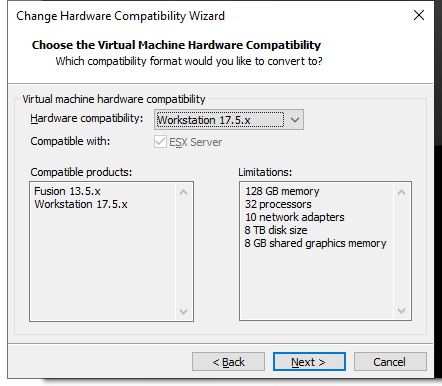 Change Hardware Compatibility Wizard
Choose the Virtual Machine Hardware Compatibility
Which compatibility format would you like to convert to?
Virtual machine hardware compatibility
Hardware compatibility: Workstation 17.5.x
Compatible with: ESX Server
Compatible products:
Fusion 13.5.x
Workstation 17.5.x
Limitations:
128 GB memory
32 processors
10 network adapters
8 TB disk size
8 GB shared graphics memory
< Back Next > Cancel